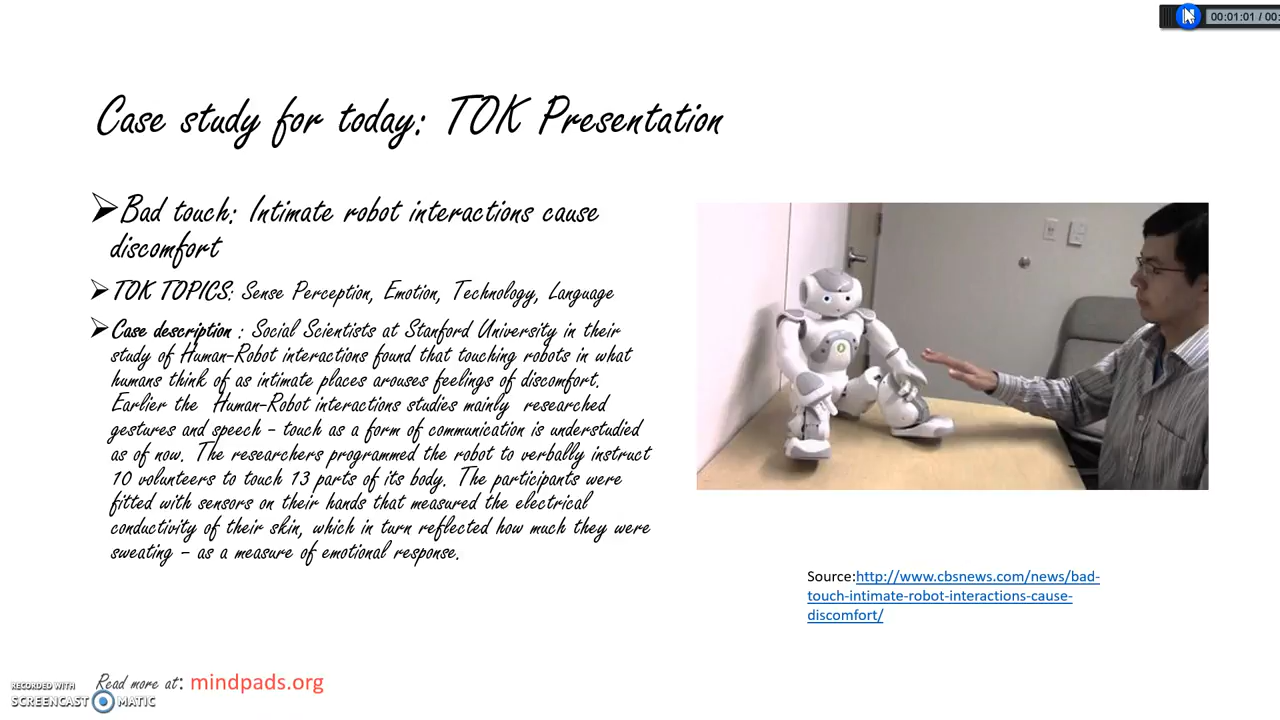 00:01:01 / 00:
Case study for today: TOK Presentation
Bad touch: Intimate robot interactions cause
discomfort
TOK TOPICS: Sense Perception, Emotion, Technology, Language
Case description : Social Scientists at Stanford University in their
study of Human-Robot interactions found that touching robots in what
humans think of as intimate places arouses feelings of discomfort.
Earlier the Human-Robot interactions studies mainly researched
gestures and speech – touch as a form of communication is understudied
as of now. The researchers programmed the robot to verbally instruct
10 volunteers to touch 13 parts of its body. The participants were
fitted with sensors on their hands that measured the electrical
conductivity of their skin, which in turn reflected how much they were
sweating – as a measure of emotional response.
Source:http://www.cbsnews.com/news/bad-
touch-intimate-robot-interactions-cause-
discomfort/
Read more at: mindpads.org
RECORDED WITH
SCREENCAST MATIC